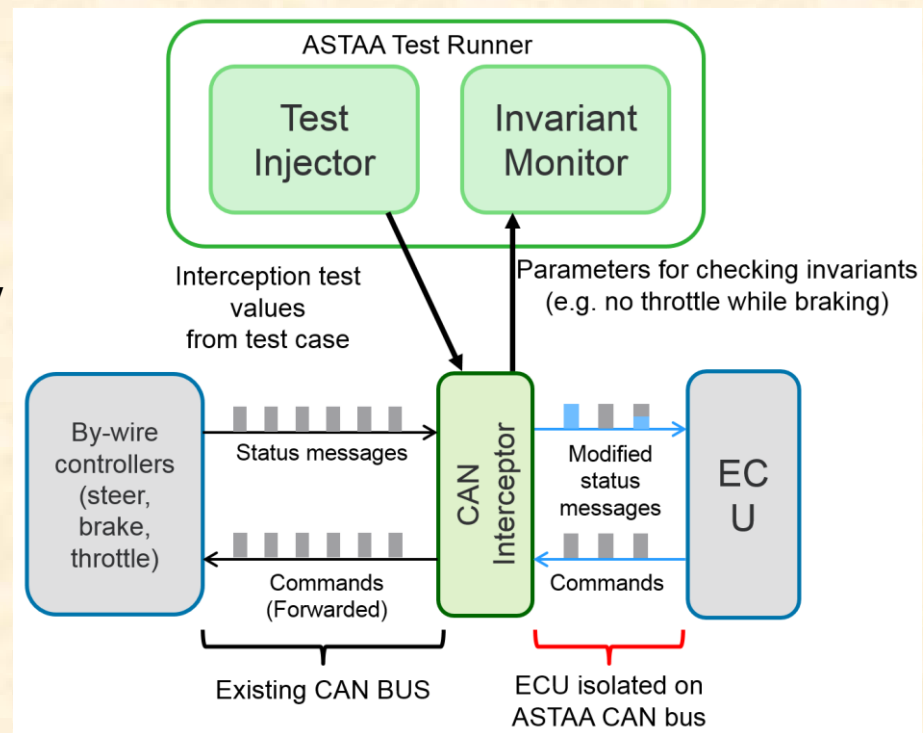 ASTAA Test Runner
Test
Injector
Invariant
Monitor
Interception test
values
from test case
Parameters for checking invariants
(e.g. no throttle while braking)
By-wire
controllers
(steer,
brake,
throttle)
Status messages
Commands
(Forwarded)
CAN
Interceptor
Modified
status
messages
Commands
EC
U
Existing CAN BUS
ECU isolated on
ASTAA CAN bus